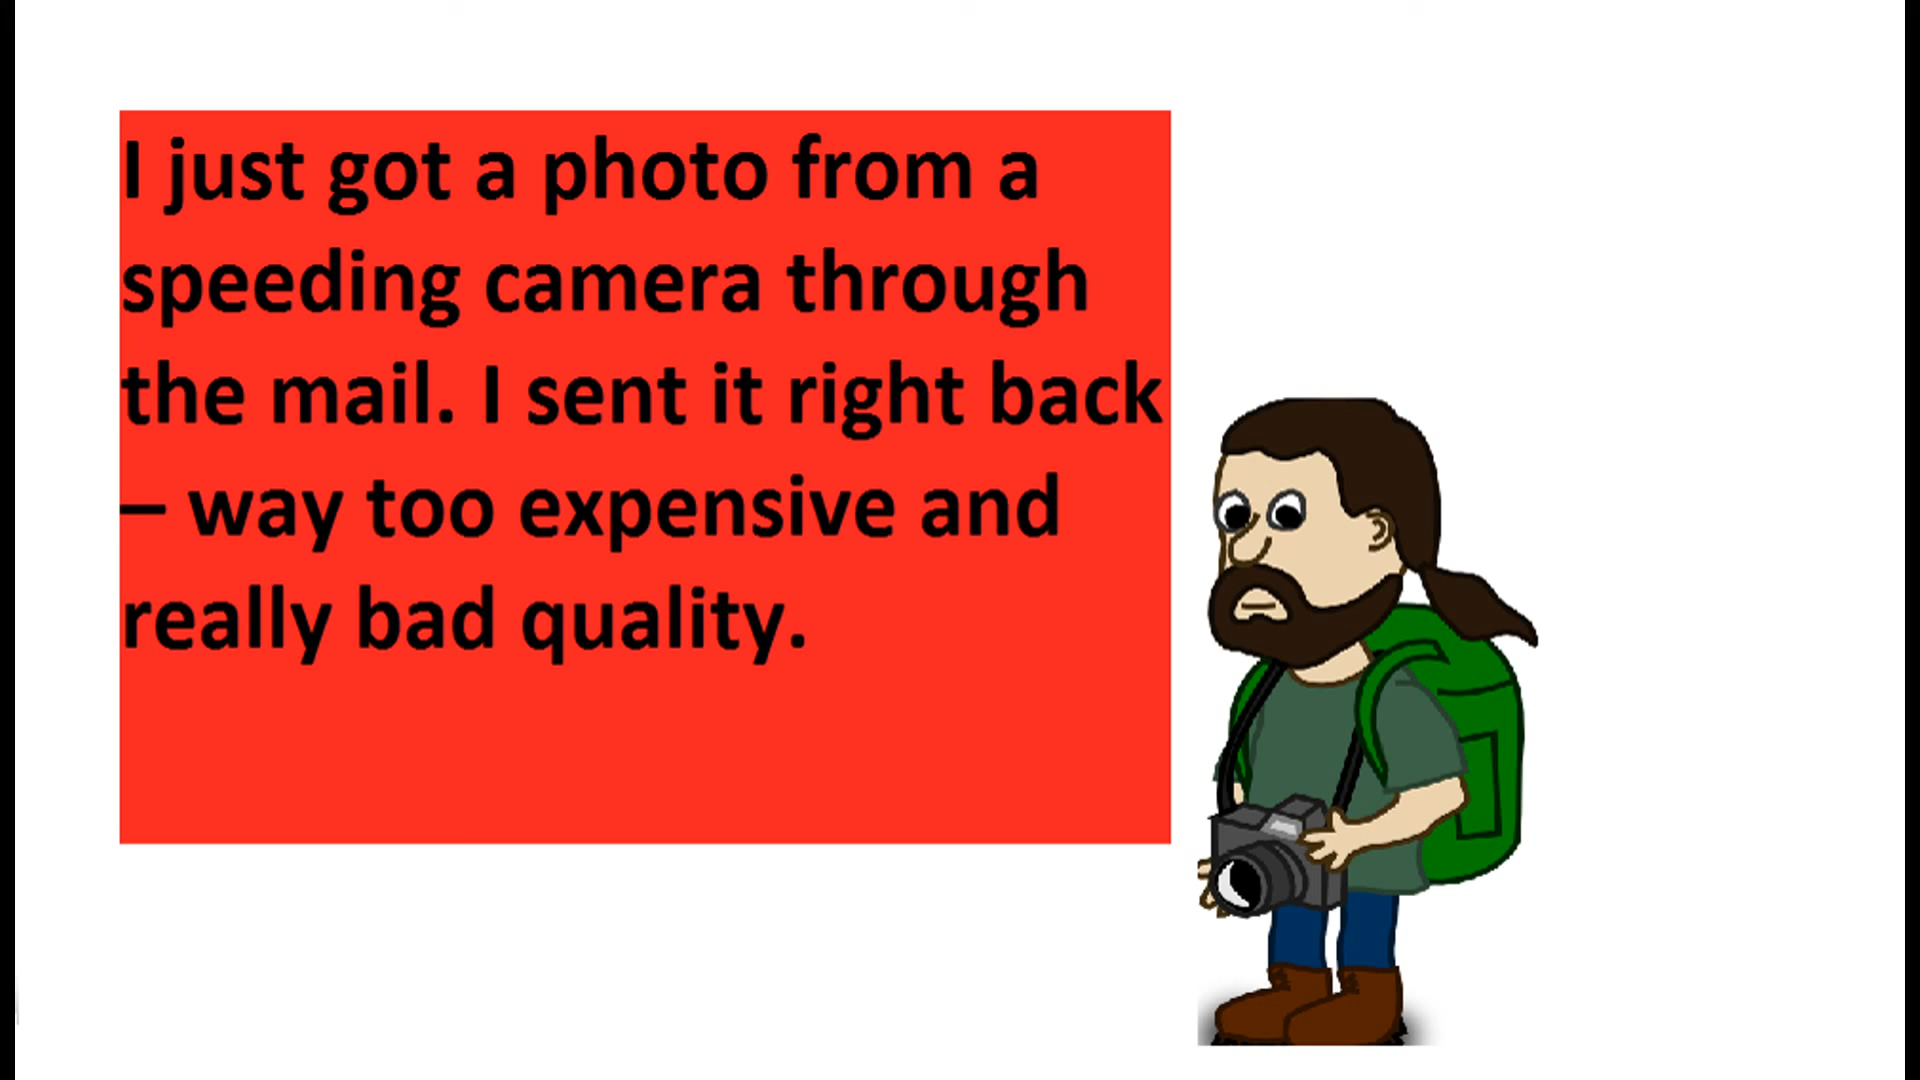 I just got a photo from a
speeding camera through
the mail. I sent it right back
– way too expensive and
really bad quality.